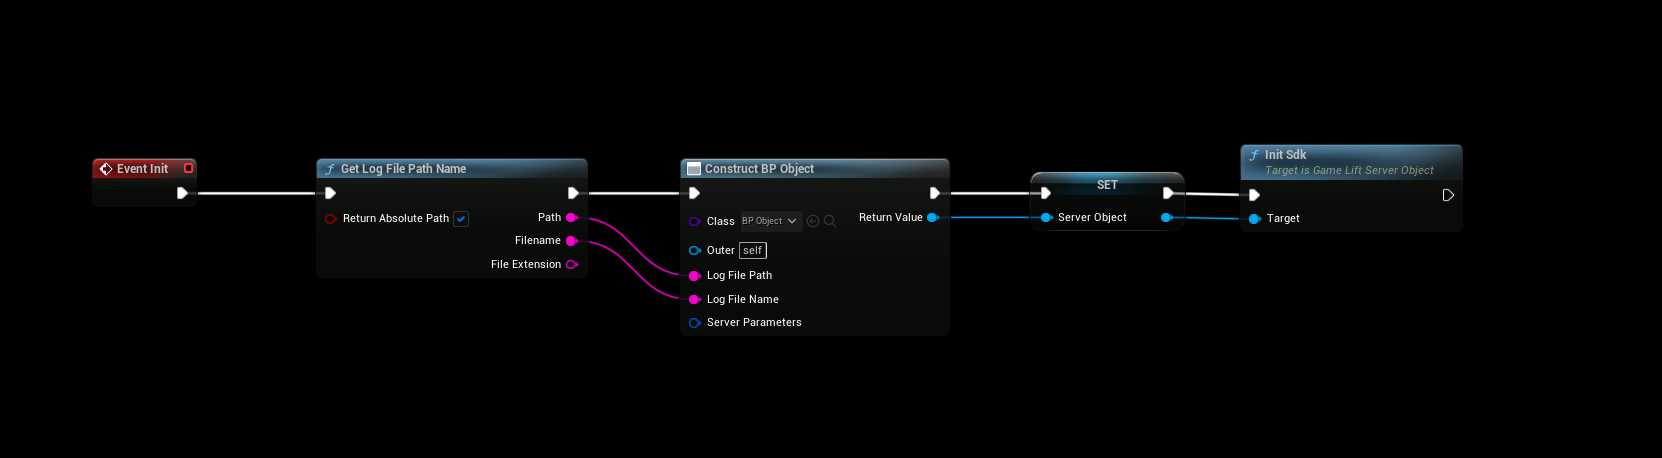 Event Init
Get Log File Path Name
Return Absolute Path
Path
Filename
File Extension
Construct BP Object
Class BP Object
Return Value
Outer self
Log File Path
Log File Name
Server Parameters
SET
Server Object
Init Sdk
Target is Game Lift Server Object
Target